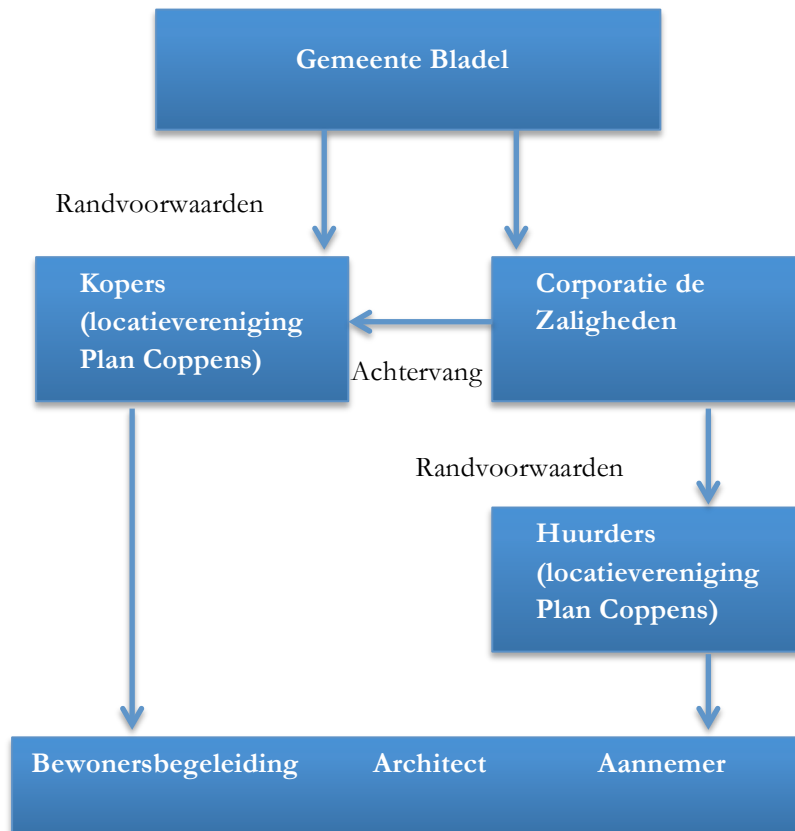 Gemeente Bladel
Randvoorwaarden
Kopers
(locatievereniging
Plan Coppens)
Corporatie de
Zaligheden
Achtervang
Randvoorwaarden
Huurders
(locatievereniging
Plan Coppens)
Bewonersbegeleiding Architect Aannemer